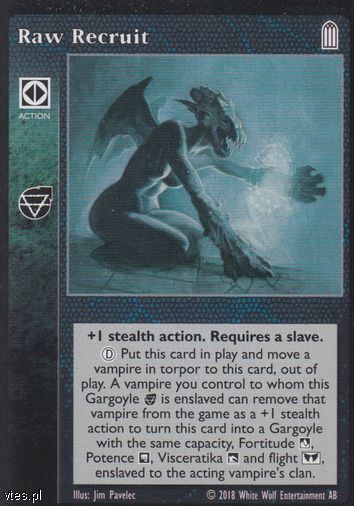 Raw Recruit
ACTION
+1 stealth action. Requires a slave.
Ⓓ Put this card in play and move a
vampire in torpor to this card, out of
play. A vampire you control to whom this
Gargoyle is enslaved can remove that
vampire from the game as a +1 stealth
action to turn this card into a Gargoyle
with the same capacity, Fortitude,
Potence, Visceratika and flight,
enslaved to the acting vampire's clan.
vtes.pl
Illus: Jim Pavelec
© 2018 White Wolf Entertainment AB